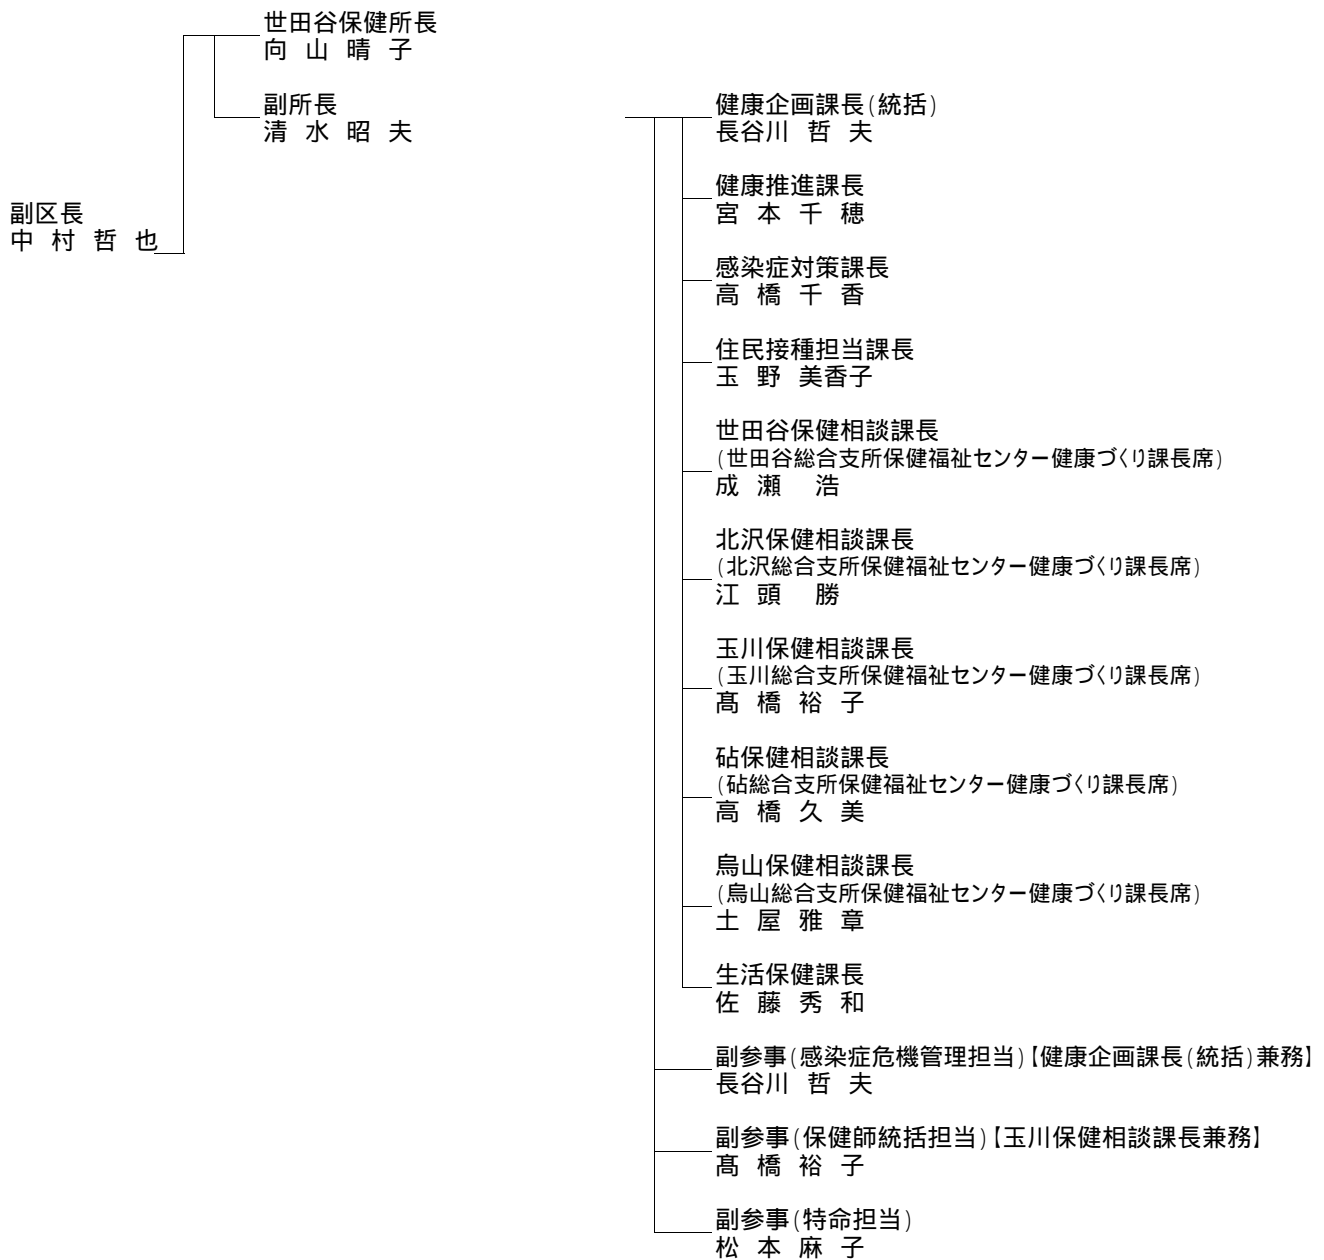 世田谷保健所長
向 山 晴 子
副所長
清 水 昭 夫
副区長
中 村 哲 也
健康企画課長(統括)
長谷川 哲 夫
健康推進課長
宮 本 千 穂
感染症対策課長
高 橋 千 香
住民接種担当課長
玉 野 美香子
世田谷保健相談課長
(世田谷総合支所保健福祉センター健康づくり課長席)
成 瀬 浩
北沢保健相談課長
(北沢総合支所保健福祉センター健康づくり課長席)
江 頭 勝
玉川保健相談課長
(玉川総合支所保健福祉センター健康づくり課長席)
髙 橋 裕 子
砧保健相談課長
(砧総合支所保健福祉センター健康づくり課長席)
高 橋 久 美
烏山保健相談課長
(烏山総合支所保健福祉センター健康づくり課長席)
土 屋 雅 章
生活保健課長
佐 藤 秀 和
副参事(感染症危機管理担当)【健康企画課長(統括)兼務】
長谷川 哲 夫
副参事(保健師統括担当)【玉川保健相談課長兼務】
髙 橋 裕 子
副参事(特命担当)
松 本 麻 子